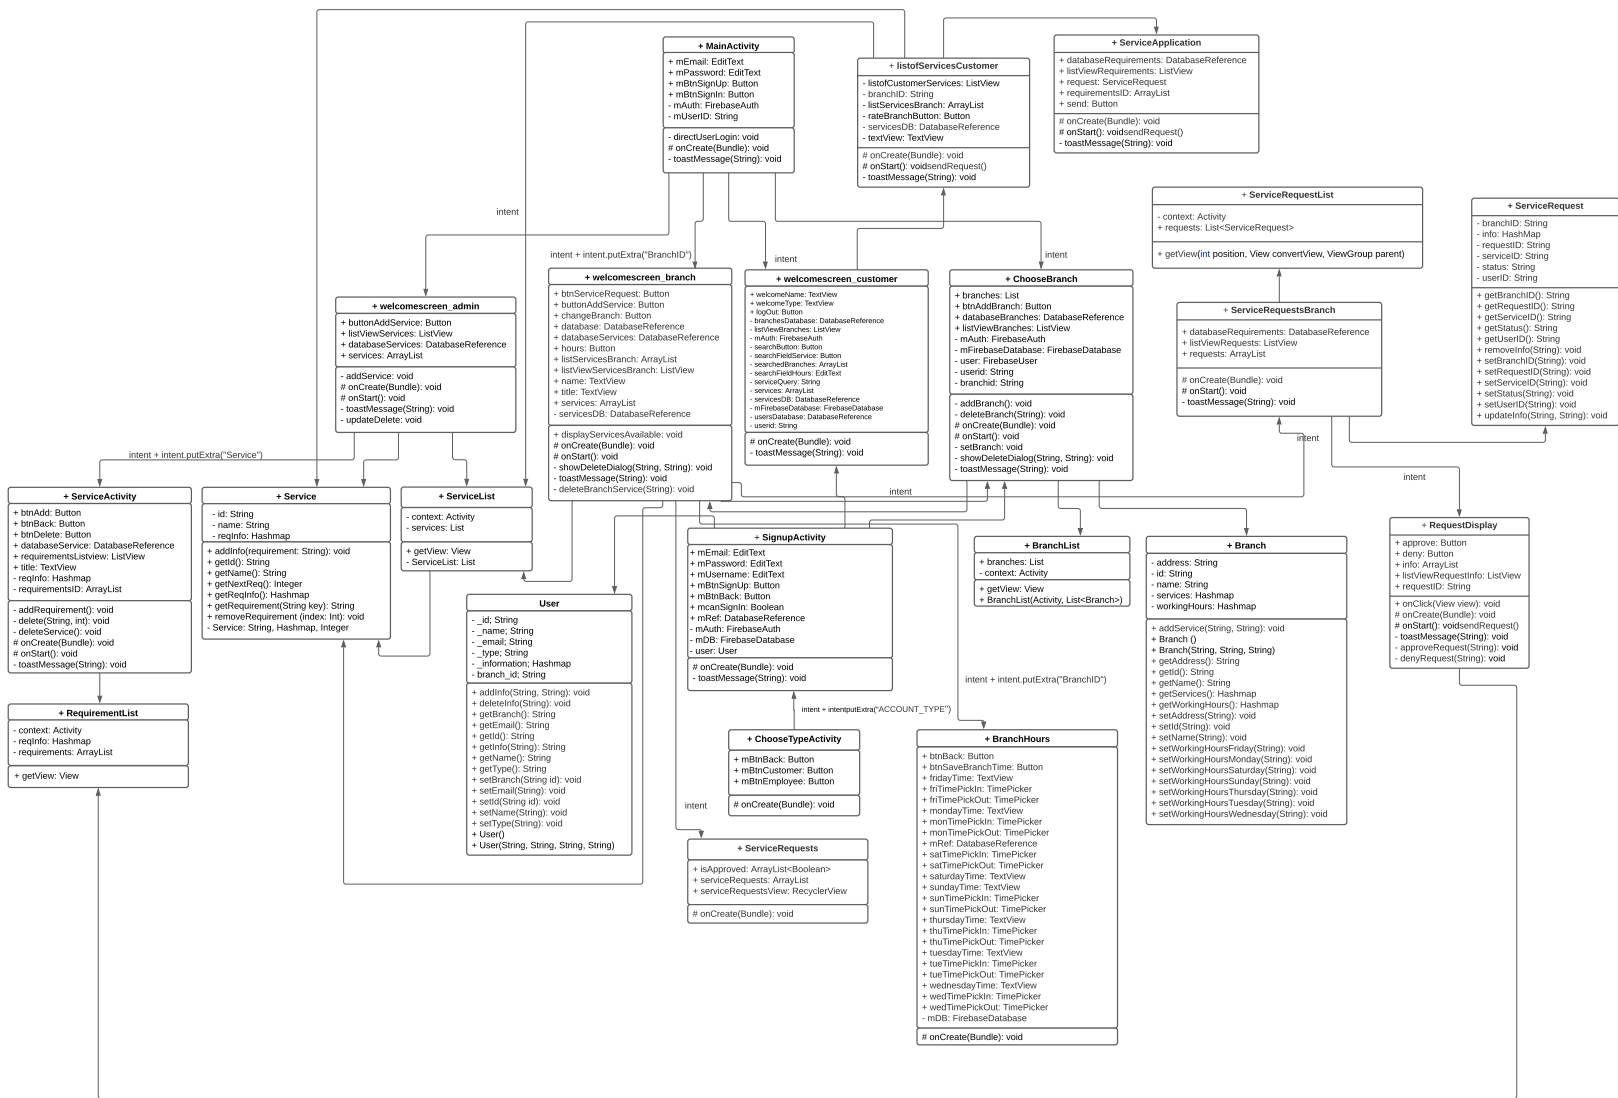 + MainActivity
+ mEmail: EditText
+ mPassword: EditText
+ mBtnSignUp: Button
+ mBtnSignIn: Button
- mAuth: FirebaseAuth
- mUserID: String
- directUserLogin: void
# onCreate(Bundle): void
- toastMessage(String): void
+ listofServicesCustomer
- listofCustomerServices: ListView
- branchID: String
- listServicesBranch: ArrayList
- rateBranchButton: Button
- servicesDB: DatabaseReference
- textView: TextView
# onCreate(Bundle): void
# onStart(): voidsendRequest()
- toastMessage(String): void
+ ServiceApplication
+ databaseRequirements: DatabaseReference
+ listViewRequirements: ListView
+ request: ServiceRequest
+ requirementsID: ArrayList
+ send: Button
# onCreate(Bundle): void
# onStart(): voidsendRequest()
- toastMessage(String): void
+ ServiceRequestList
- context: Activity
+ requests: List<ServiceRequest>
+ getView(int position, View convertView, ViewGroup parent)
+ ServiceRequest
- branchID: String
- info: HashMap
- requestID: String
- serviceID: String
- status: String
- userID: String
+ getBranchID(): String
+ getRequestID(): String
+ getServiceID(): String
+ getStatus(): String
+ getUserID(): String
+ removeInfo(String): void
+ setBranchID(String): void
+ setRequestID(String): void
+ setServiceID(String): void
+ setStatus(String): void
+ setUserID(String): void
+ updateInfo(String, String): void
intent
intent + intent.putExtra("BranchID")
intent
intent
+ welcomescreen_admin
+ buttonAddService: Button
+ listViewServices: ListView
+ databaseServices: DatabaseReference
+ services: ArrayList
- addService: void
# onCreate(Bundle): void
# onStart(): void
- toastMessage(String): void
- updateDelete: void
+ welcomescreen_branch
+ btnServiceRequest: Button
+ buttonAddService: Button
+ changeBranch: Button
+ database: DatabaseReference
+ databaseServices: DatabaseReference
+ hours: Button
+ listServicesBranch: ArrayList
+ listViewServicesBranch: ListView
+ name: TextView
+ title: TextView
+ services: ArrayList
- servicesDB: DatabaseReference
+ displayServicesAvailable: void
# onCreate(Bundle): void
# onStart(): void
- showDeleteDialog(String, String): void
- toastMessage(String): void
- deleteBranchService(String): void
+ welcomescreen_customer
+ welcomeName: TextView
+ welcomeType: TextView
+ logOut: Button
- branchesDatabase: DatabaseReference
- listViewBranches: ListView
- mAuth: FirebaseAuth
- searchButton: Button
- searchFieldService: Button
- searchedBranches: ArrayList
- searchFieldHours: EditText
- serviceQuery: String
- services: ArrayList
- servicesDB: DatabaseReference
- mFirebaseDatabase: FirebaseDatabase
- usersDatabase: DatabaseReference
- userid: String
# onCreate(Bundle): void
- toastMessage(String): void
+ ChooseBranch
+ branches: List
+ btnAddBranch: Button
+ databaseBranches: DatabaseReference
+ listViewBranches: ListView
- mAuth: FirebaseAuth
- mFirebaseDatabase: FirebaseDatabase
- user: FirebaseUser
- userid: String
- branchid: String
- addBranch(): void
- deleteBranch(String): void
# onCreate(Bundle): void
# onStart(): void
- setBranch: void
- showDeleteDialog(String, String): void
- toastMessage(String): void
+ ServiceRequestsBranch
+ databaseRequirements: DatabaseReference
+ listViewRequests: ListView
+ requests: ArrayList
# onCreate(Bundle): void
# onStart(): void
- toastMessage(String): void
intent
intent
intent
intent + intent.putExtra("Service")
+ ServiceActivity
+ btnAdd: Button
+ btnBack: Button
+ btnDelete: Button
+ databaseService: DatabaseReference
+ requirementsListview: ListView
+ title: TextView
- reqInfo: Hashmap
- requirementsID: ArrayList
- addRequirement(): void
- delete(String, int): void
- deleteService(): void
# onCreate(Bundle): void
# onStart(): void
- toastMessage(String): void
+ Service
- id: String
- name: String
- reqInfo: Hashmap
+ addInfo(requirement: String): void
+ getId(): String
+ getName(): String
+ getNextReq(): Integer
+ getReqInfo(): Hashmap
+ getRequirement(String key): String
+ removeRequirement (index: Int): void
- Service: String, Hashmap, Integer
+ ServiceList
- context: Activity
- services: List
+ getView: View
- ServiceList: List
User
- _id; String
- _name; String
- _email; String
- _type; String
- _information; Hashmap
- branch_id; String
+ addInfo(String, String): void
+ deleteInfo(String): void
+ getBranch(): String
+ getEmail(): String
+ getId(): String
+ getInfo(String): String
+ getName(): String
+ getType(): String
+ setBranch(String id): void
+ setEmail(String): void
+ setId(String id): void
+ setName(String): void
+ setType(String): void
+ User()
+ User(String, String, String, String)
+ SignupActivity
+ mEmail: EditText
+ mPassword: EditText
+ mUsername: EditText
+ mBtnSignUp: Button
+ mBtnBack: Button
+ mcanSignIn: Boolean
+ mRef: DatabaseReference
- mAuth: FirebaseAuth
- mDB: FirebaseDatabase
- user: User
# onCreate(Bundle): void
- toastMessage(String): void
+ BranchList
+ branches: List
- context: Activity
+ getView: View
+ BranchList(Activity, List<Branch>)
+ Branch
- address: String
- id: String
- name: String
- services: Hashmap
- workingHours: Hashmap
+ addService(String, String): void
+ Branch ()
+ Branch(String, String, String)
+ getAddress(): String
+ getId(): String
+ getName(): String
+ getServices(): Hashmap
+ getWorkingHours(): Hashmap
+ setAddress(String): void
+ setId(String): void
+ setName(String): void
+ setWorkingHoursFriday(String): void
+ setWorkingHoursMonday(String): void
+ setWorkingHoursSaturday(String): void
+ setWorkingHoursSunday(String): void
+ setWorkingHoursThursday(String): void
+ setWorkingHoursTuesday(String): void
+ setWorkingHoursWednesday(String): void
+ RequestDisplay
+ approve: Button
+ deny: Button
+ info: ArrayList
+ listViewRequestInfo: ListView
+ requestID: String
+ onClick(View view): void
# onCreate(Bundle): void
# onStart(): voidsendRequest()
- toastMessage(String): void
- approveRequest(String): void
- denyRequest(String): void
+ RequirementList
- context: Activity
- reqInfo: Hashmap
- requirements: ArrayList
+ getView: View
intent + intent.putExtra("BranchID")
intent + intentputExtra("ACCOUNT_TYPE")
+ ChooseTypeActivity
+ mBtnBack: Button
+ mBtnCustomer: Button
+ mBtnEmployee: Button
# onCreate(Bundle): void
intent
+ ServiceRequests
+ isApproved: ArrayList<Boolean>
+ serviceRequests: ArrayList
+ serviceRequestsView: RecyclerView
# onCreate(Bundle): void
+ BranchHours
+ btnBack: Button
+ btnSaveBranchTime: Button
+ fridayTime: TextView
+ friTimePickIn: TimePicker
+ friTimePickOut: TimePicker
+ mondayTime: TextView
+ monTimePickIn: TimePicker
+ monTimePickOut: TimePicker
+ mRef: DatabaseReference
+ satTimePickIn: TimePicker
+ satTimePickOut: TimePicker
+ saturdayTime: TextView
+ sundayTime: TextView
+ sunTimePickIn: TimePicker
+ sunTimePickOut: TimePicker
+ thursdayTime: TextView
+ thuTimePickIn: TimePicker
+ thuTimePickOut: TimePicker
+ tuesdayTime: TextView
+ tueTimePickIn: TimePicker
+ tueTimePickOut: TimePicker
+ wednesdayTime: TextView
+ wedTimePickIn: TimePicker
+ wedTimePickOut: TimePicker
- mDB: FirebaseDatabase
# onCreate(Bundle): void